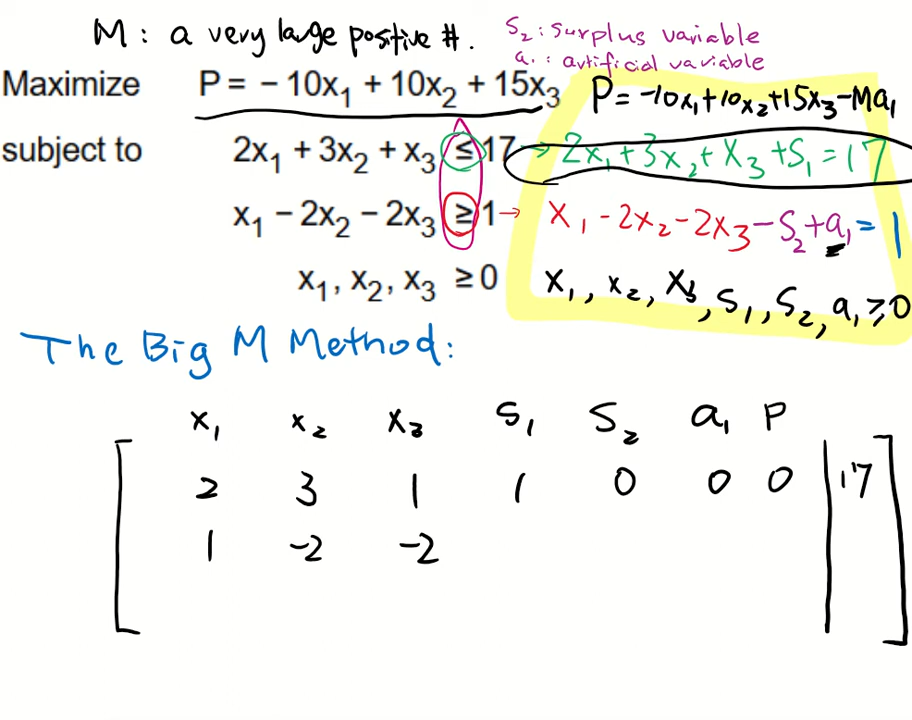 M : a very large positive #.
S₂ : surplus variable
a₁ : artificial variable
Maximize P = − 10x₁ + 10x₂ + 15x₃
P = -10x₁+10x₂+15x₃-Ma₁
subject to 2x₁ + 3x₂ + x₃ ≤ 17 → 2x₁+3x₂+x₃+S₁=17
x₁ − 2x₂ − 2x₃ ≥ 1 → x₁-2x₂-2x₃-S₂+a₁=1
x₁, x₂, x₃ ≥ 0
x₁, x₂, x₃, S₁, S₂, a₁ ≥ 0
The Big M Method:
x₁ x₂ x₃ S₁ S₂ a₁ P
2 3 1 1 0 0 0 | 17
1 -2 -2